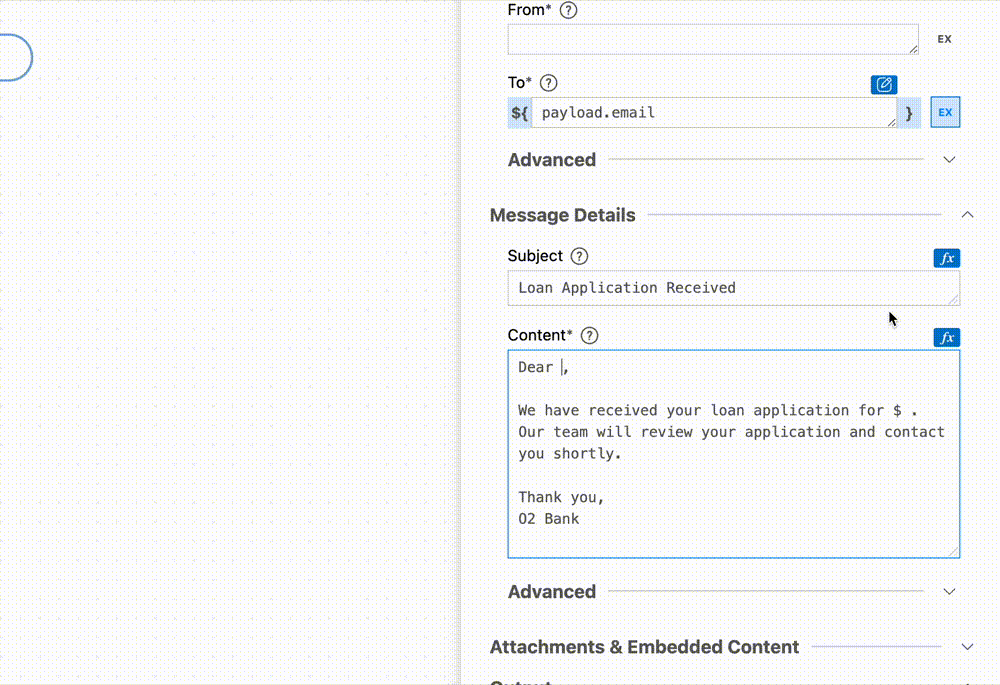 From* ?
EX
To* ?
${ payload.email } EX
Advanced
Message Details
Subject ? fx
Loan Application Received
Content* ? fx
Dear ,
We have received your loan application for $ .
Our team will review your application and contact
you shortly.
Thank you,
O2 Bank
Advanced
Attachments & Embedded Content
Output